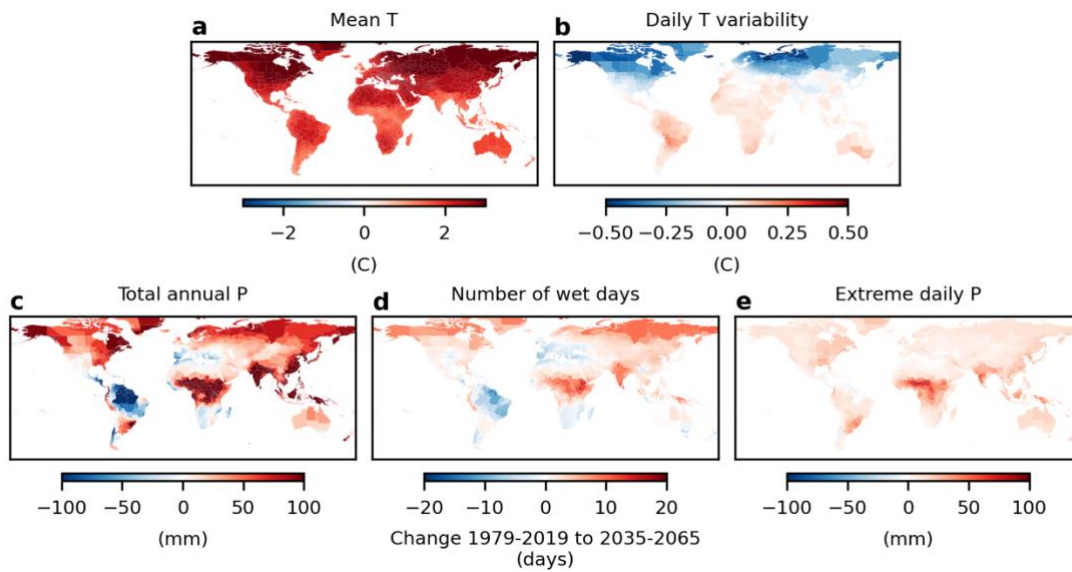 a Mean T
b Daily T variability
−2 0 2
(C)
−0.50 −0.25 0.00 0.25 0.50
(C)
c Total annual P
d Number of wet days
e Extreme daily P
−100 −50 0 50 100
(mm)
−20 −10 0 10 20
Change 1979-2019 to 2035-2065
(days)
−100 −50 0 50 100
(mm)